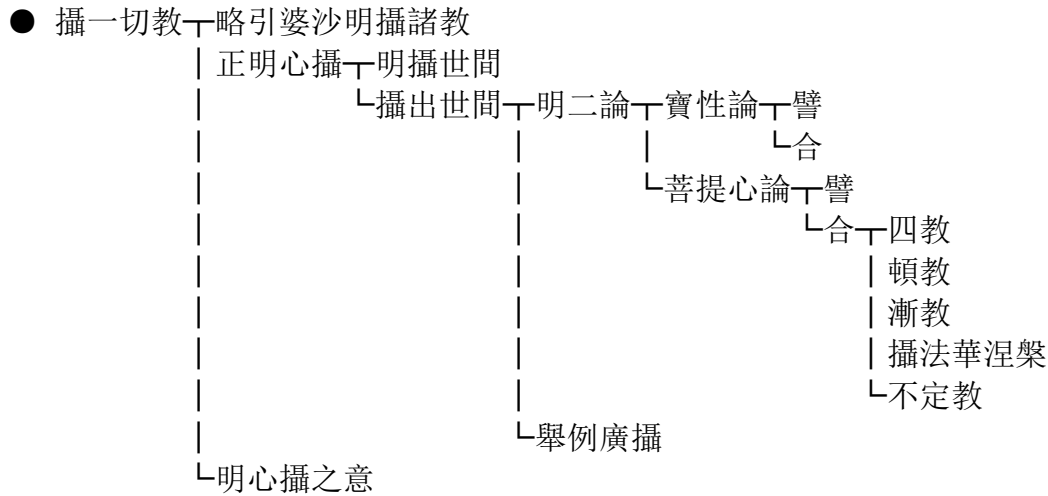 ● 攝一切教┬略引婆沙明攝諸教
│正明心攝┬明攝世間
│ └攝出世間┬明二論┬寶性論┬譬
│ │ │ └合
│ │ └菩提心論┬譬
│ │ └合┬四教
│ │ │頓教
│ │ │漸教
│ │ │攝法華涅槃
│ │ └不定教
│ └舉例廣攝
└明心攝之意